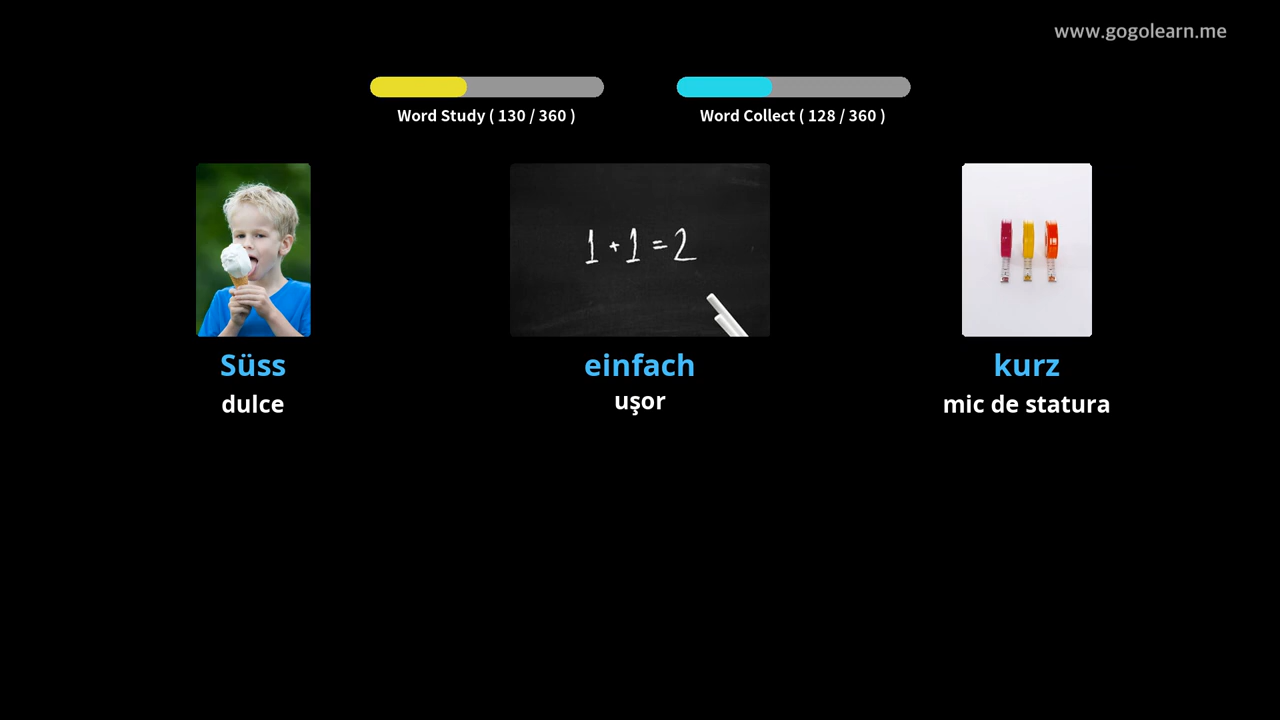 www.gogolearn.me
Word Study ( 130 / 360 )
Word Collect ( 128 / 360 )
1 + 1 = 2
Süss
einfach
kurz
dulce
uşor
mic de statura